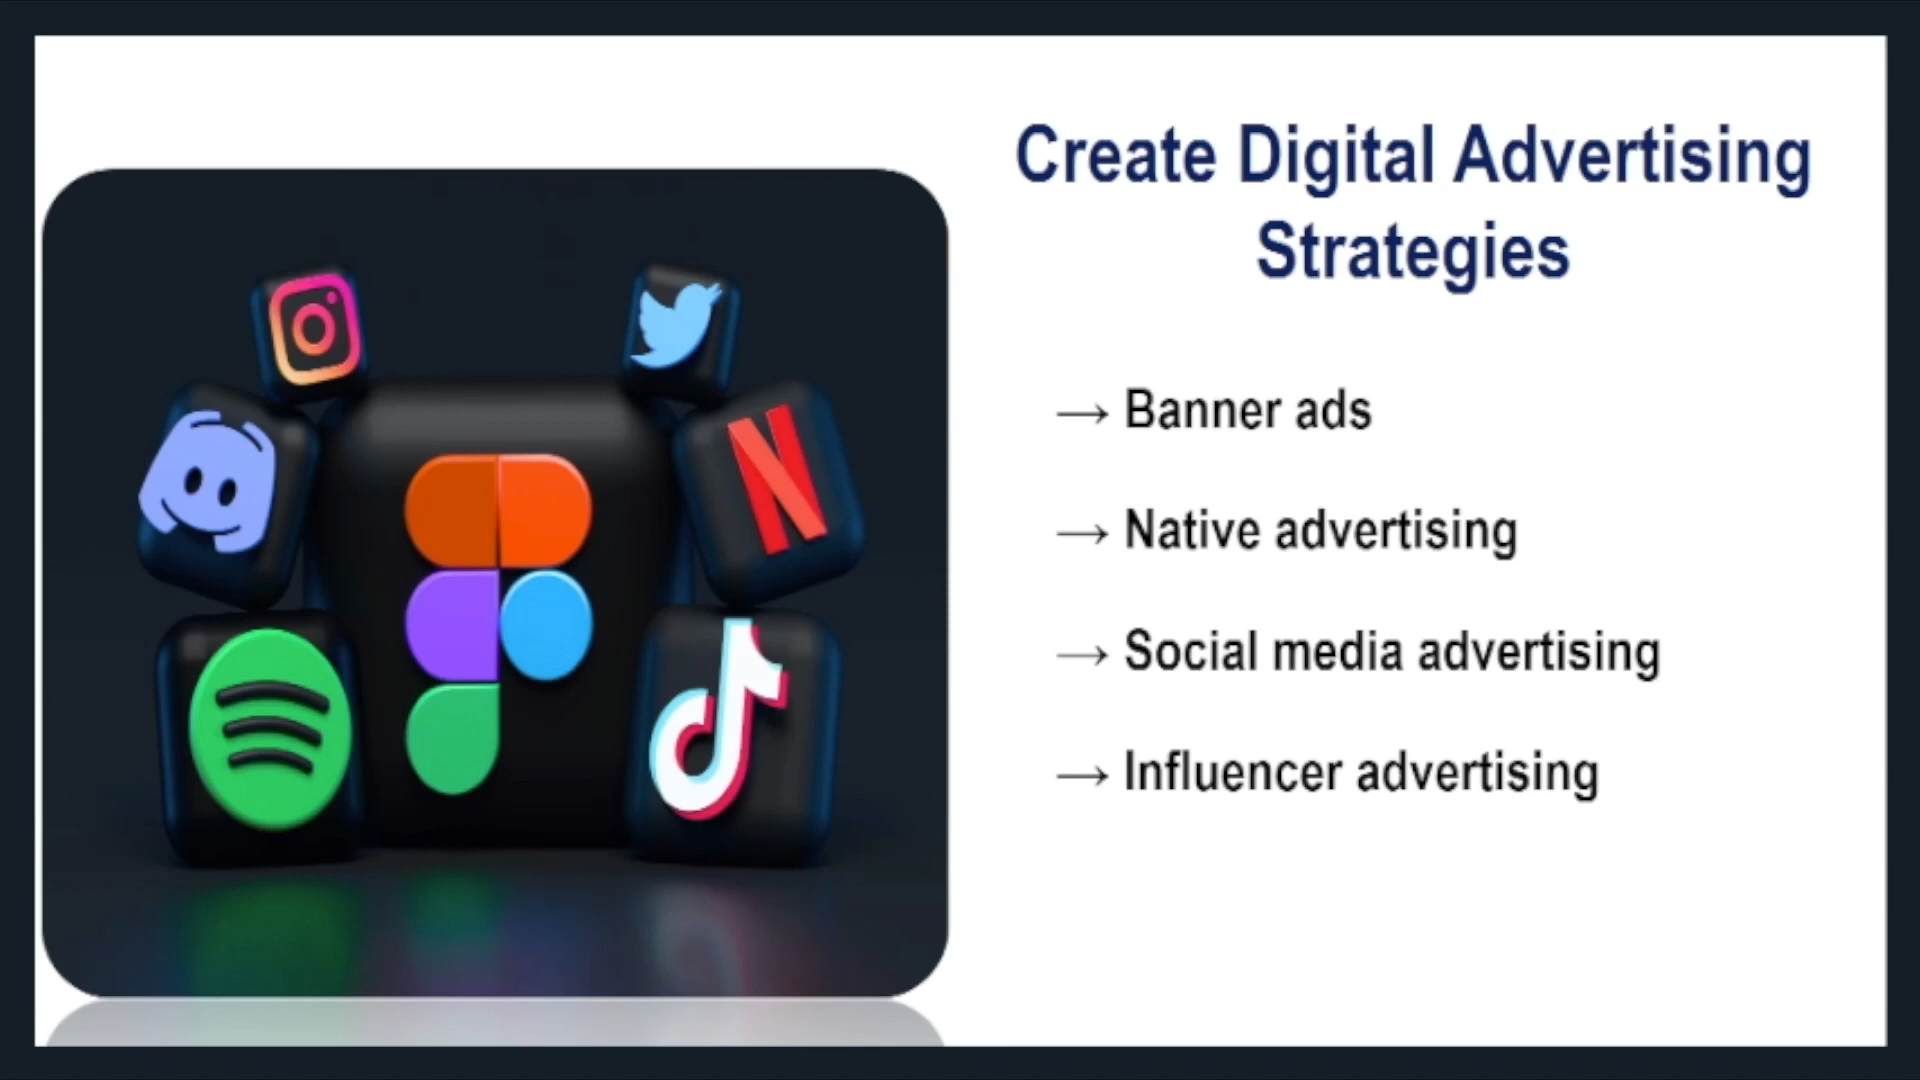 Create Digital Advertising
Strategies
→ Banner ads
→ Native advertising
→ Social media advertising
→ Influencer advertising